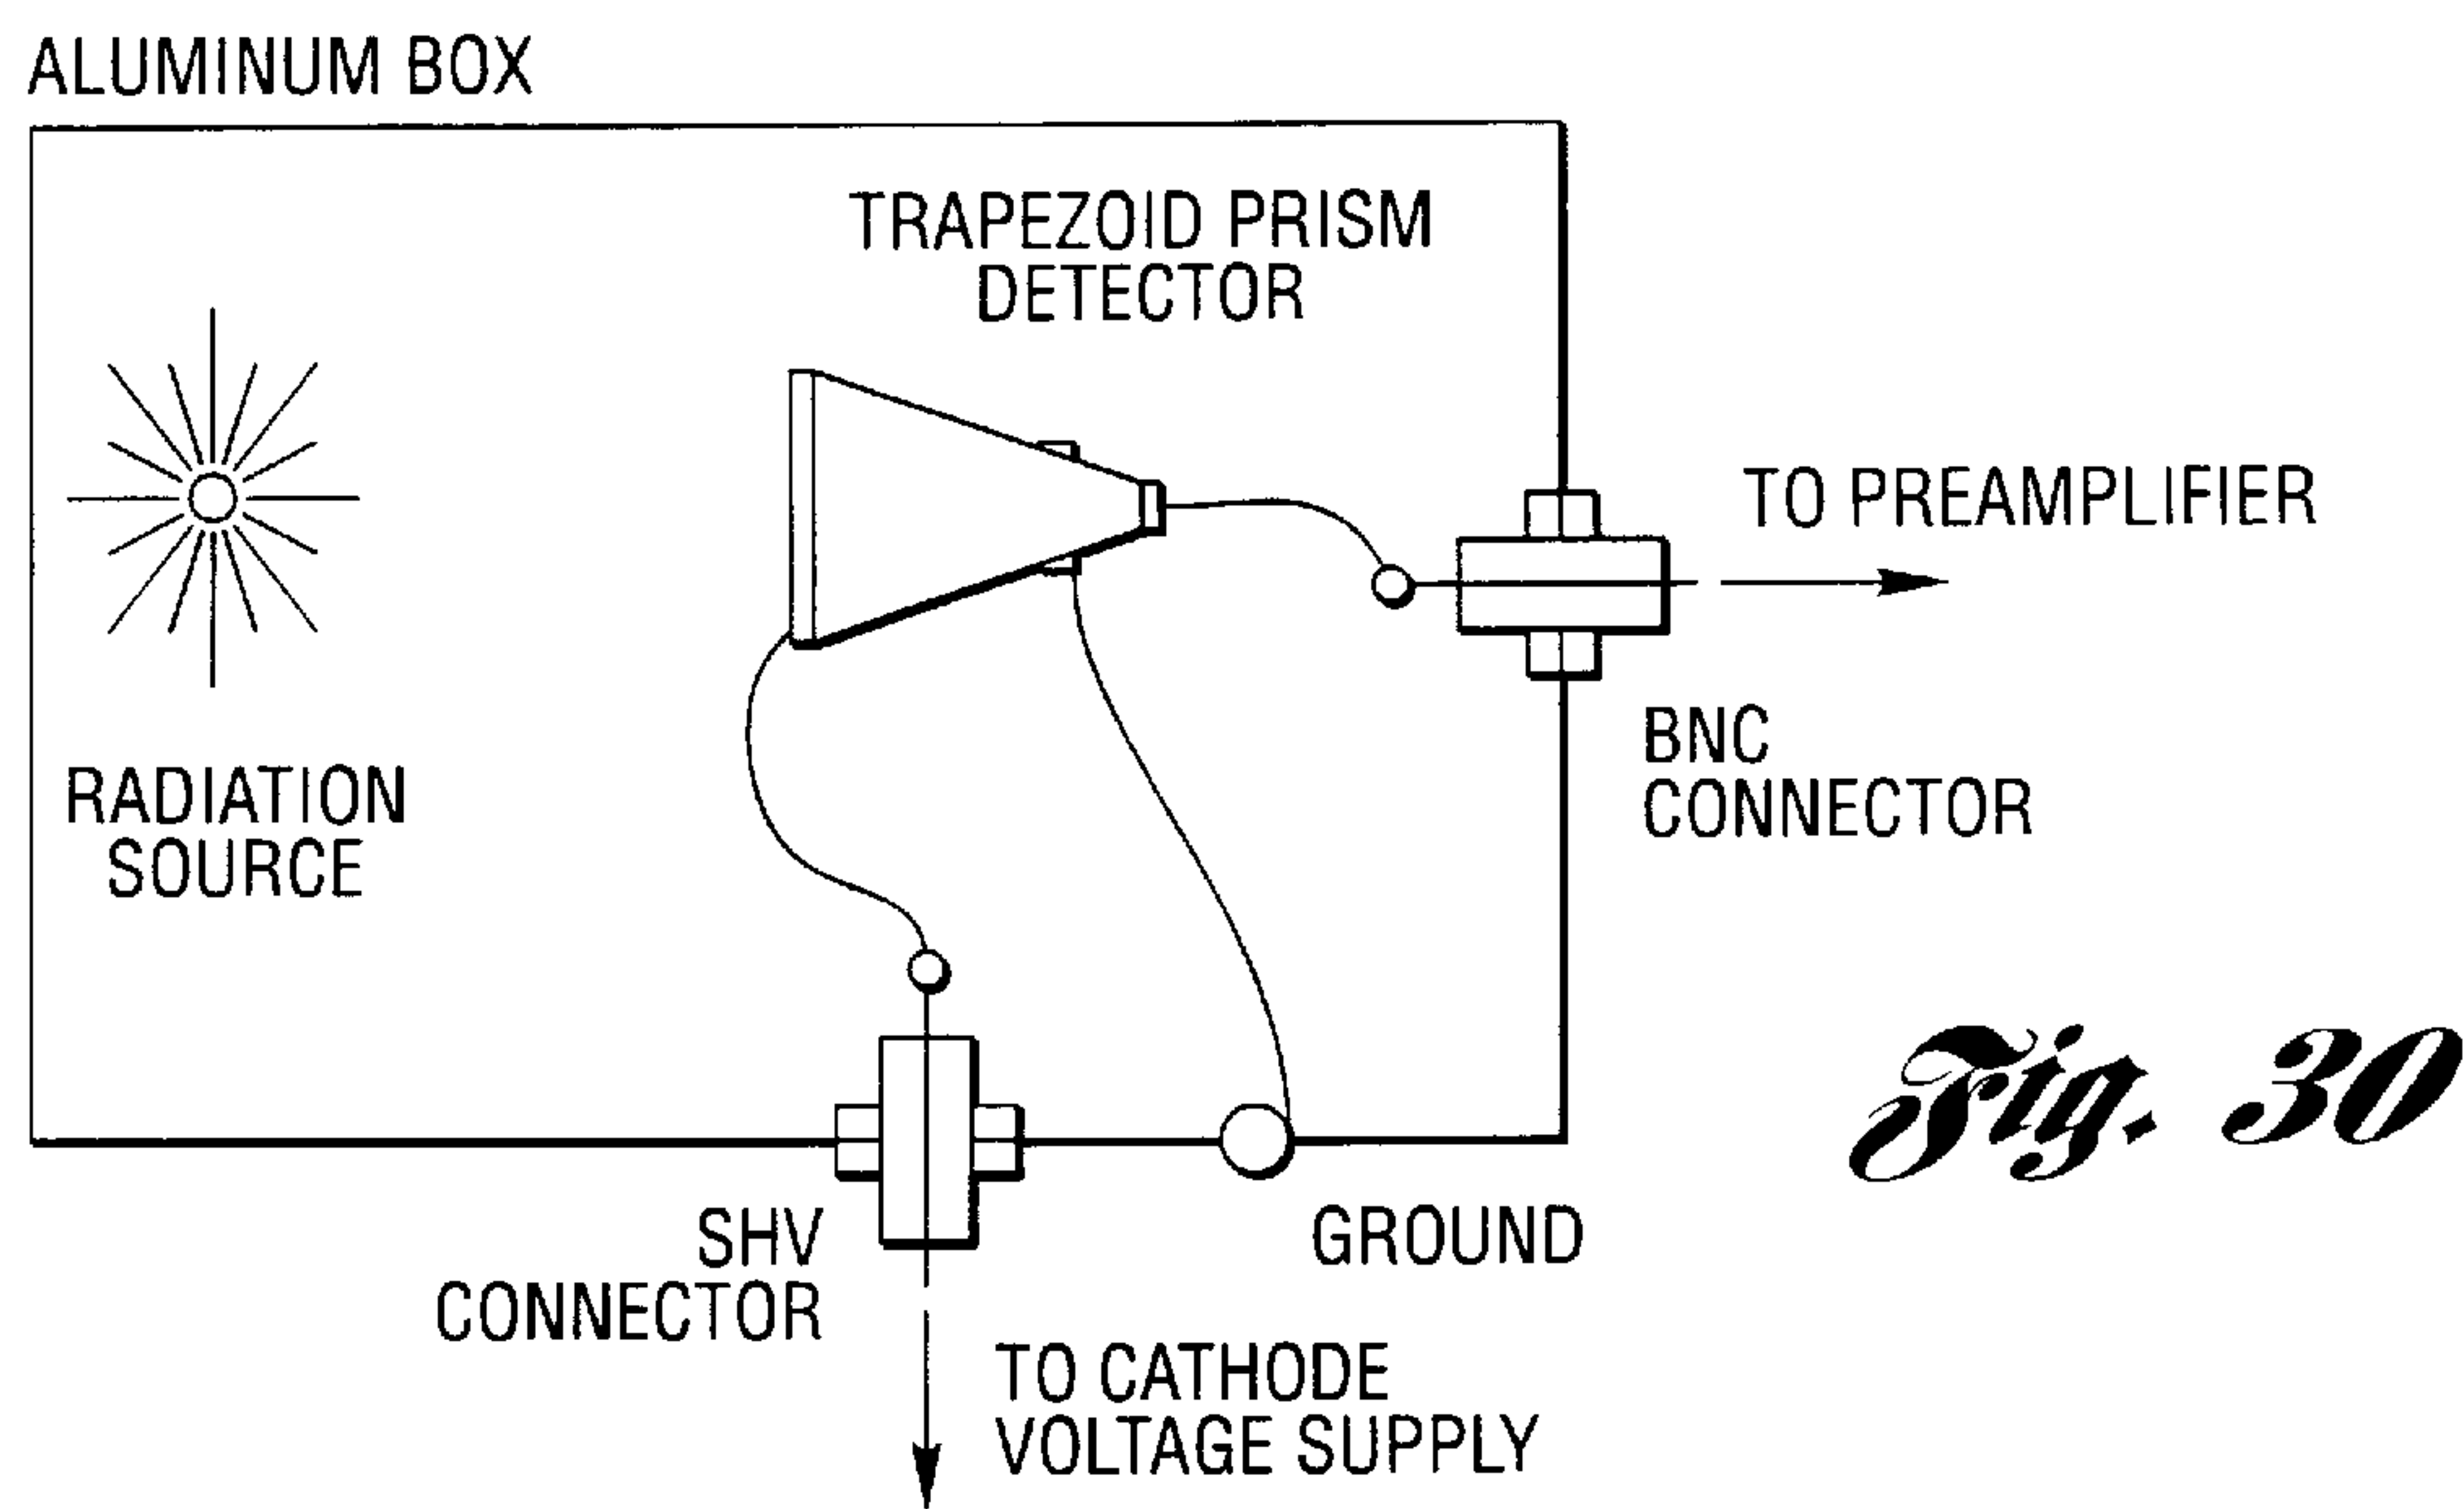 ALUMINUM BOX
TRAPEZOID PRISM
DETECTOR
TO PREAMPLIFIER
BNC
CONNECTOR
RADIATION
SOURCE
SHV
CONNECTOR
GROUND
TO CATHODE
VOLTAGE SUPPLY
Fig. 30